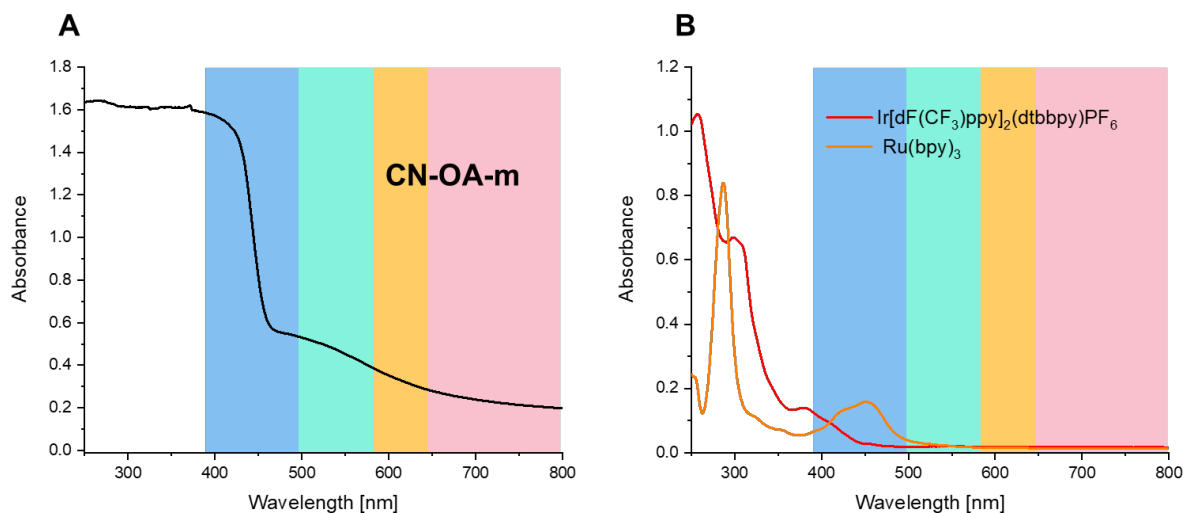 A
1.8
1.6
1.4
1.2
1.0
0.8
0.6
0.4
0.2
0.0
Absorbance
CN-OA-m
300 400 500 600 700 800
Wavelength [nm]
B
1.2
1.0
0.8
0.6
0.4
0.2
0.0
Absorbance
Ir[dF(CF₃)ppy]₂(dtbbpy)PF₆
Ru(bpy)₃
300 400 500 600 700 800
Wavelength [nm]